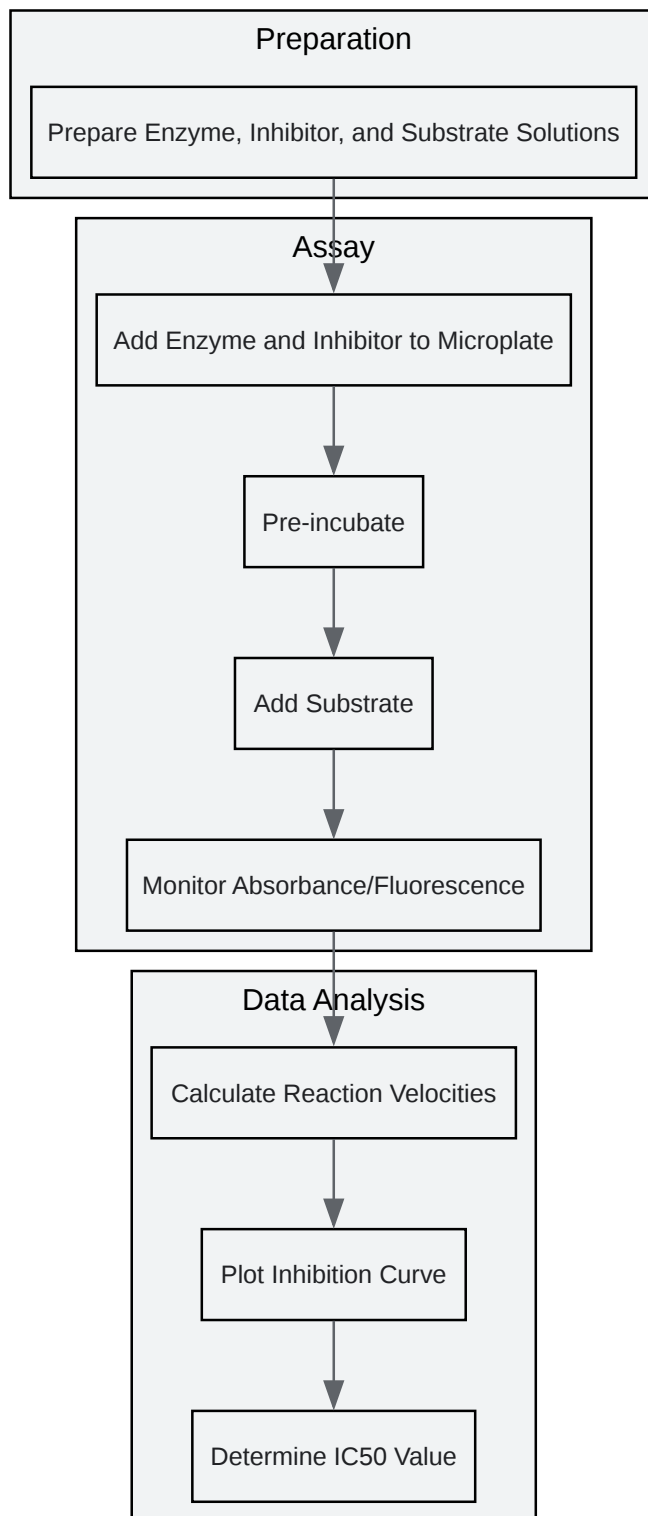 Preparation
Prepare Enzyme, Inhibitor, and Substrate Solutions
Assay
Add Enzyme and Inhibitor to Microplate
Pre-incubate
Add Substrate
Monitor Absorbance/Fluorescence
Data Analysis
Calculate Reaction Velocities
Plot Inhibition Curve
Determine IC50 Value